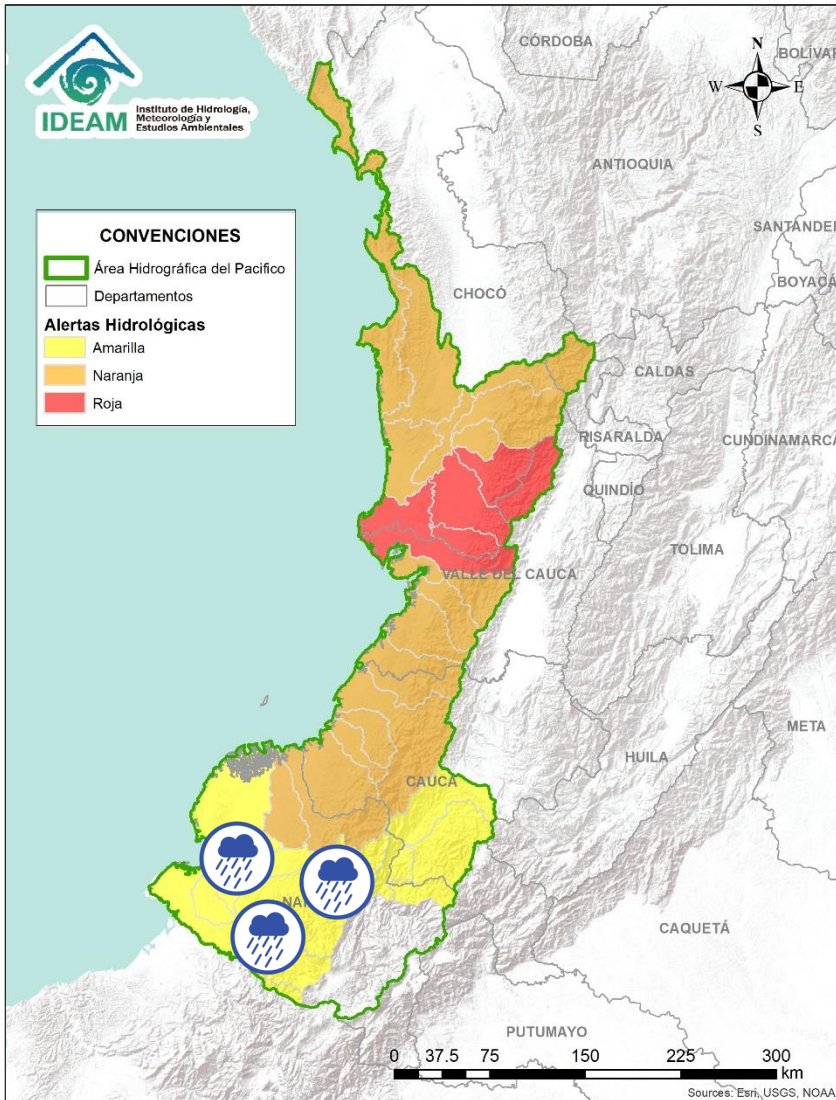 CÓRDOBA
BOLÍVAR
N
W E
S
IDEAM
Instituto de Hidrología,
Meteorología y
Estudios Ambientales
ANTIOQUIA
SANTANDER
CONVENCIONES
Área Hidrográfica del Pacifico
Departamentos
Alertas Hidrológicas
Amarilla
Naranja
Roja
BOYACÁ
CHOCÓ
CALDAS
RISARALDA
CUNDINAMARCA
QUINDÍO
TOLIMA
VALLE DEL CAUCA
META
HUILA
CAUCA
NA
CAQUETÁ
PUTUMAYO
0 37.5 75 150 225 300
km
Sources: Esri, USGS, NOAA